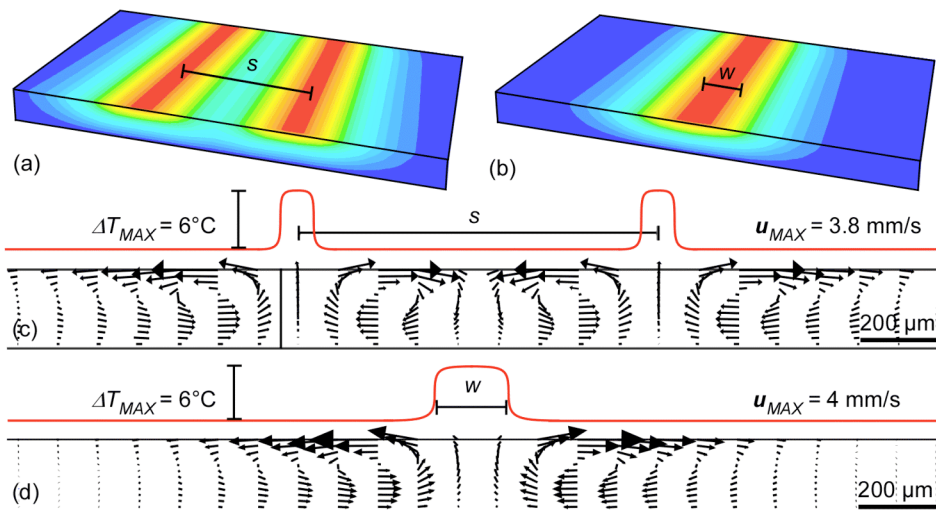 s
w
(a)
(b)
ΔT_MAX = 6°C
s
u_MAX = 3.8 mm/s
(c)
200 μm
ΔT_MAX = 6°C
w
u_MAX = 4 mm/s
(d)
200 μm